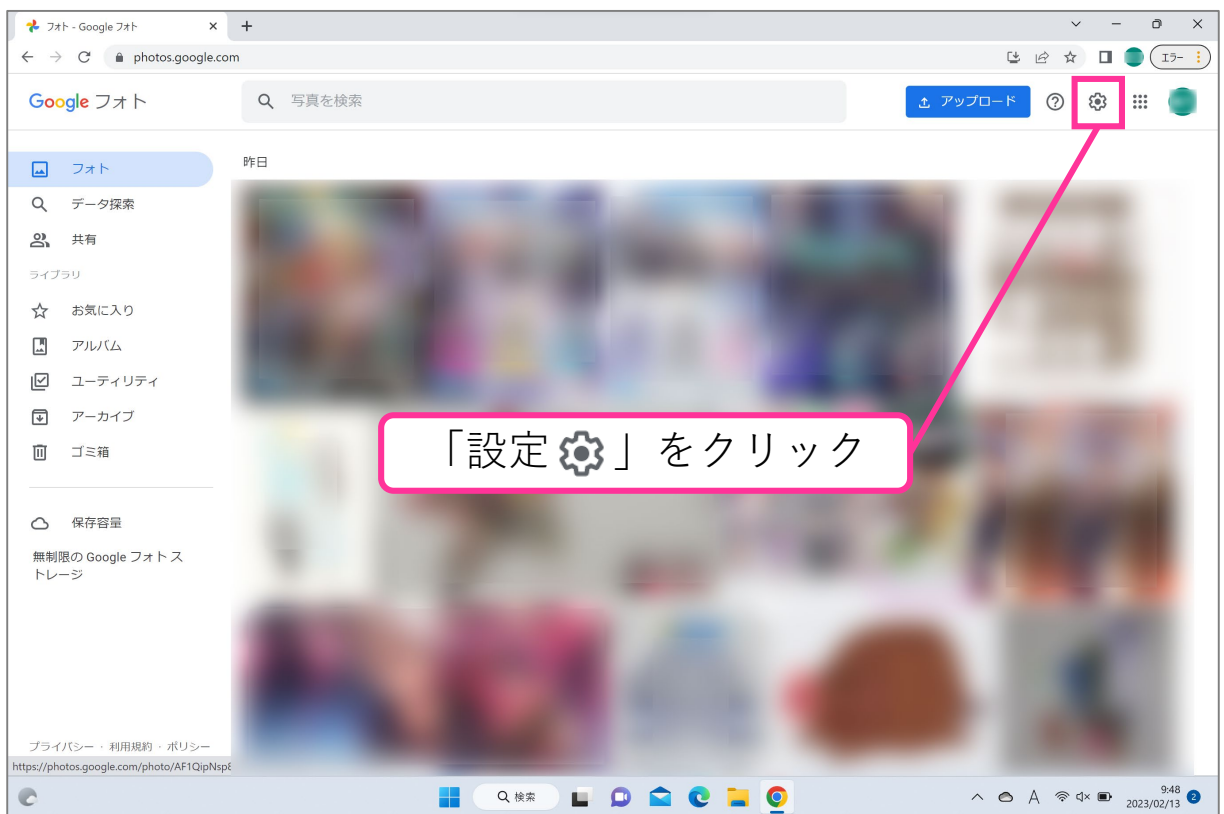 フォト - Google フォト
photos.google.com
エラー
Google フォト
写真を検索
アップロード
フォト
昨日
データ探索
共有
ライブラリ
お気に入り
アルバム
ユーティリティ
アーカイブ
ゴミ箱
「設定 」をクリック
保存容量
無制限の Google フォト ス
トレージ
プライバシー · 利用規約 · ポリシー
https://photos.google.com/photo/AF1QipNsp8
検索
A
9:48
2023/02/13
2